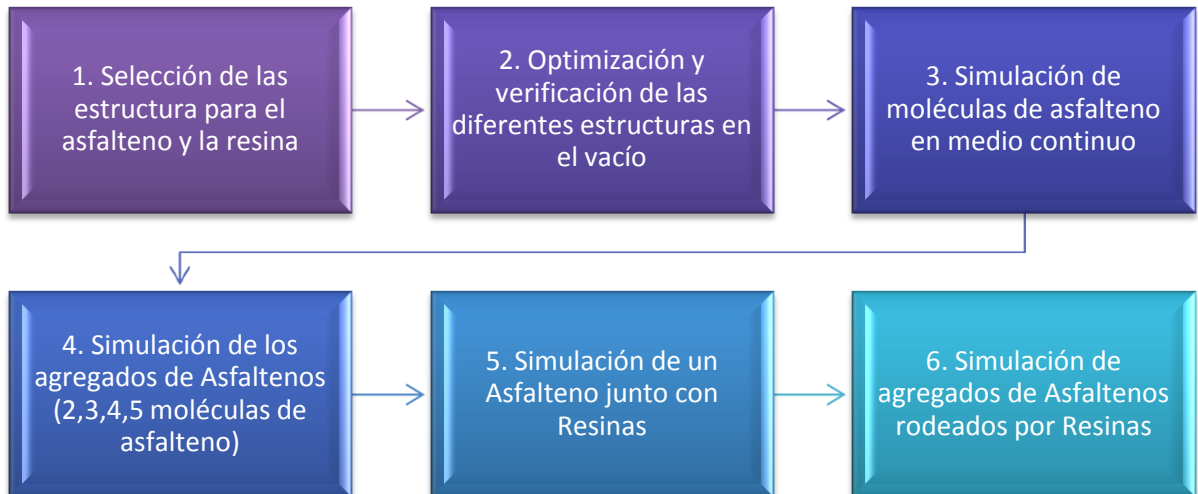 1. Selección de las
estructura para el
asfalteno y la resina
2. Optimización y
verificación de las
diferentes estructuras en
el vacío
3. Simulación de
moléculas de asfalteno
en medio continuo
4. Simulación de los
agregados de Asfaltenos
(2,3,4,5 moléculas de
asfalteno)
5. Simulación de un
Asfalteno junto con
Resinas
6. Simulación de
agregados de Asfaltenos
rodeados por Resinas